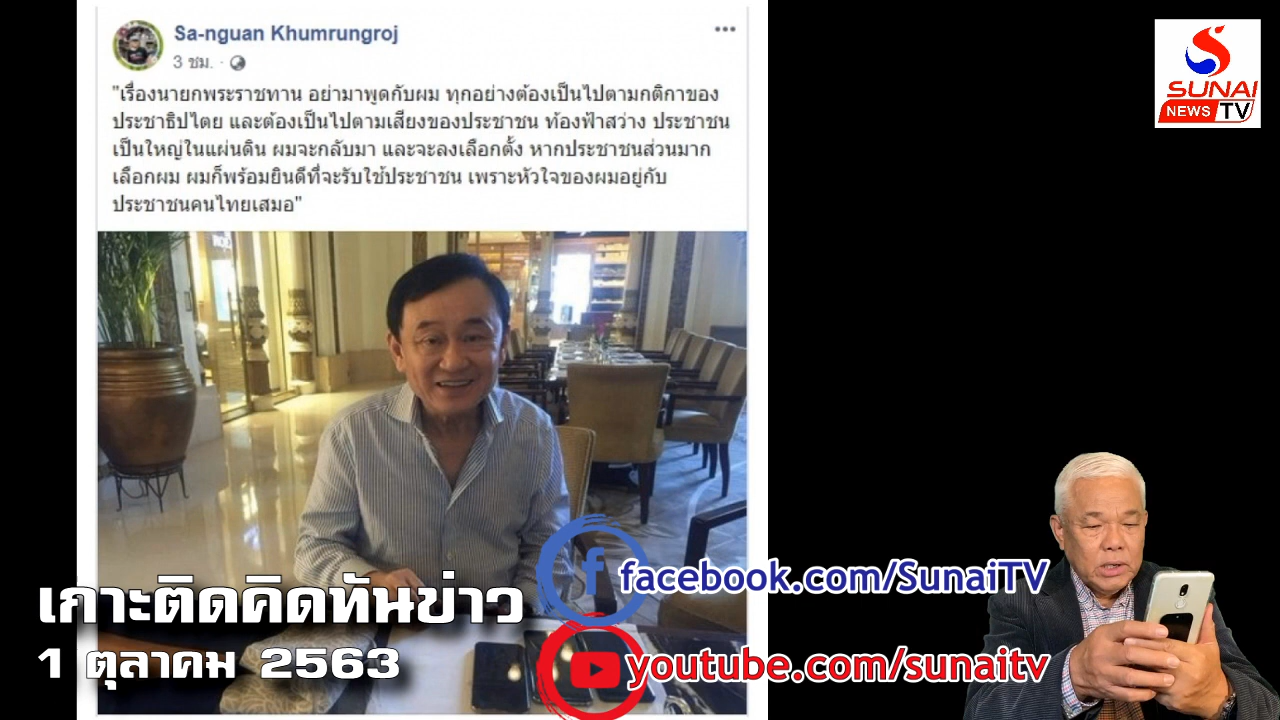 Sa-nguan Khumrungroj
3 ชม. ·
"เรื่องนายกพระราชทาน อย่ามาพูดกับผม ทุกอย่างต้องเป็นไปตามกติกาของ
ประชาธิปไตย และต้องเป็นไปตามเสียงของประชาชน ท้องฟ้าสว่าง ประชาชน
เป็นใหญ่ในแผ่นดิน ผมจะกลับมา และจะลงเลือกตั้ง หากประชาชนส่วนมาก
เลือกผม ผมก็พร้อมยินดีที่จะรับใช้ประชาชน เพราะหัวใจของผมอยู่กับ
ประชาชนคนไทยเสมอ"
SUNAI
NEWS TV
เกาะติดคิดทันข่าว
1 ตุลาคม 2563
f facebook.com/SunaiTV
youtube.com/sunaitv